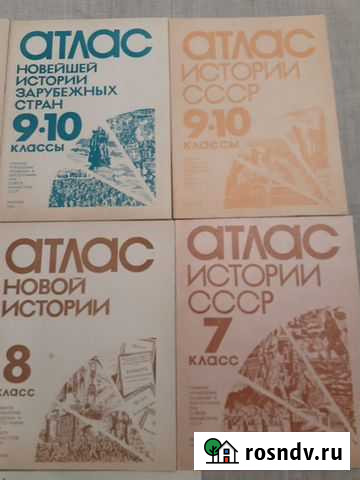 АТЛАС
НОВЕЙШЕЙ
ИСТОРИИ
ЗАРУБЕЖНЫХ
СТРАН
9·10
КЛАССЫ
АТЛАС
ИСТОРИИ
СССР
9·10
КЛАССЫ
АТЛАС
НОВОЙ
ИСТОРИИ
8
КЛАСС
АТЛАС
ИСТОРИИ
СССР
7
КЛАСС
rosndv.ru